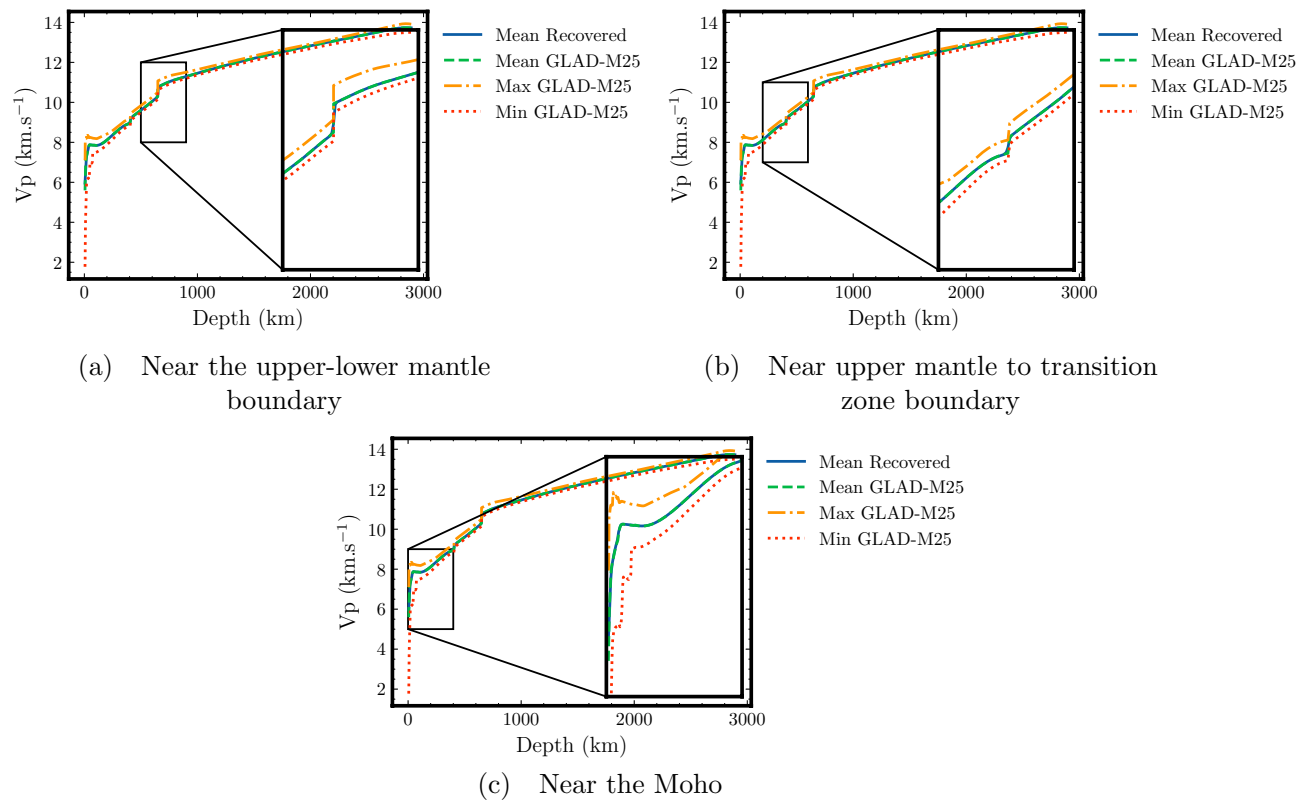 14
12
10
8
6
4
2
Vp (km.s⁻¹)
0
1000
2000
3000
Depth (km)
Mean Recovered
Mean GLAD-M25
Max GLAD-M25
Min GLAD-M25
(a) Near the upper-lower mantle
boundary
14
12
10
8
6
4
2
Vp (km.s⁻¹)
0
1000
2000
3000
Depth (km)
Mean Recovered
Mean GLAD-M25
Max GLAD-M25
Min GLAD-M25
(b) Near upper mantle to transition
zone boundary
14
12
10
8
6
4
2
Vp (km.s⁻¹)
0
1000
2000
3000
Depth (km)
Mean Recovered
Mean GLAD-M25
Max GLAD-M25
Min GLAD-M25
(c) Near the Moho